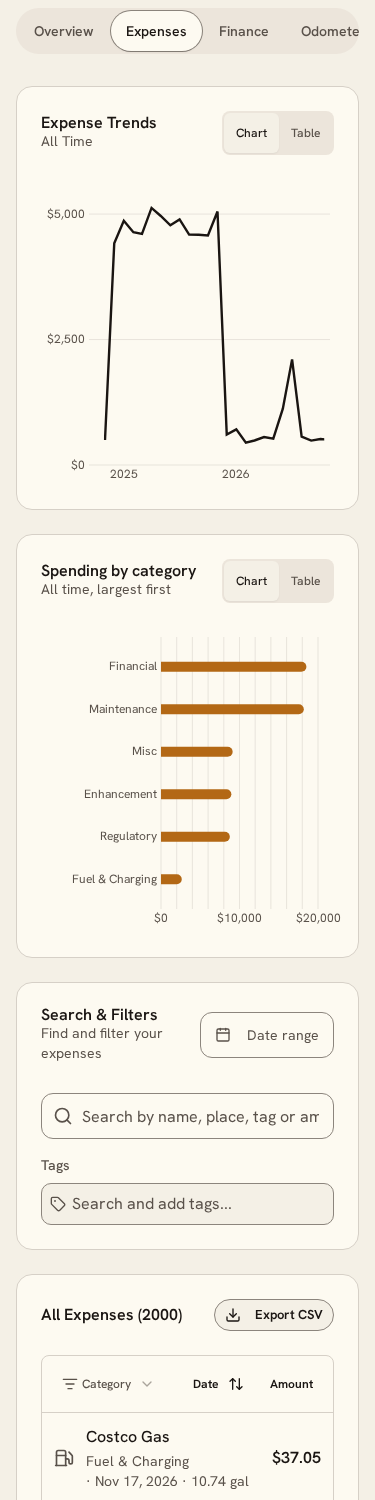 Overview Expenses Finance Odomete
Expense Trends
All Time
Chart Table
$5,000
$2,500
$0
2025 2026
Spending by category
All time, largest first
Chart Table
Financial
Maintenance
Misc
Enhancement
Regulatory
Fuel & Charging
$0 $10,000 $20,000
Search & Filters
Find and filter your
expenses
Date range
Search by name, place, tag or am
Tags
Search and add tags...
All Expenses (2000)
Export CSV
Category Date Amount
Costco Gas
Fuel & Charging
· Nov 17, 2026 · 10.74 gal
$37.05